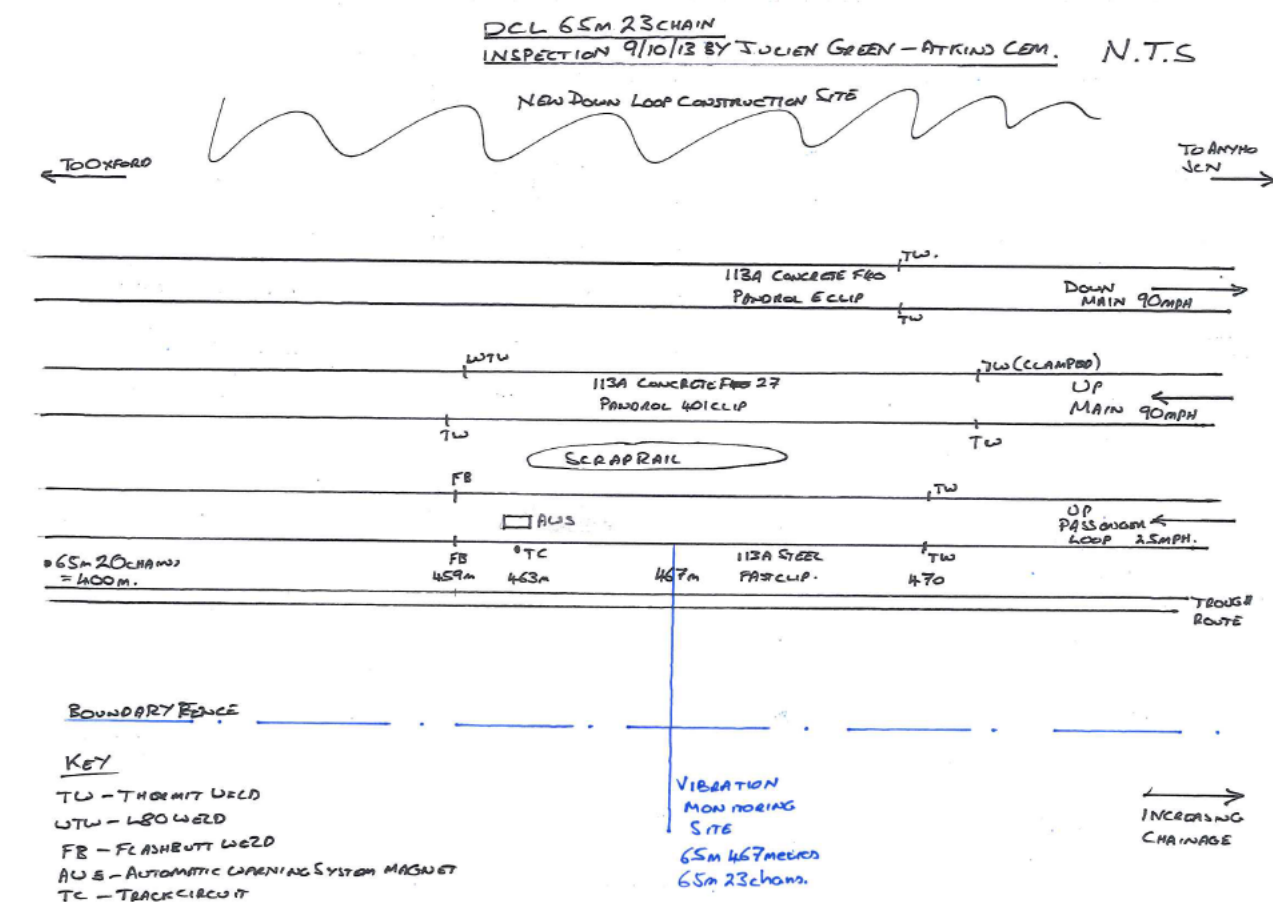 DCL 65m 23CHAIN
INSPECTION 9/10/13 BY JULIEN GREEN – ATKINS CEM.
N.T.S
NEW DOWN LOOP CONSTRUCTION SITE
TO OXFORD
TO ANYHO
JCN
TW.
113A CONCRETE F40
PANDROL E CLIP
DOWN
MAIN 90MPH
TW
WTW
TW (CLAMPED)
113A CONCRETE 27
PANDROL 401 CLIP
UP
MAIN 90MPH
TW
TW
SCRAP RAIL
FB
TW
AWS
UP
PASSENGER
LOOP 25MPH.
65m 20CHAINS
= 400m.
FB
459m
TC
463m
467m
113A STEEL
FASTCLIP.
TW
470
TROUGH
ROUTE
BOUNDARY FENCE
KEY
TW – THERMIT WELD
WTW – L80 WELD
FB – FLASHBUTT WELD
AWS – AUTOMATIC WARNING SYSTEM MAGNET
TC – TRACK CIRCUIT
VIBRATION
MONITORING
SITE
65m 467metres
65m 23chains.
INCREASING
CHAINAGE